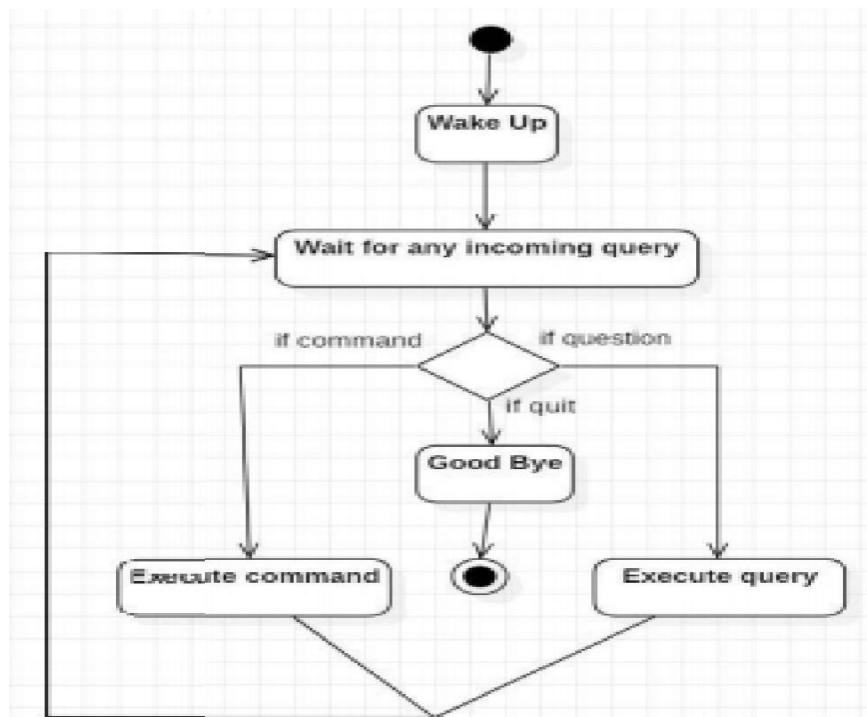 Wake Up
Wait for any incoming query
if command
if question
if quit
Good Bye
Execute command
Execute query